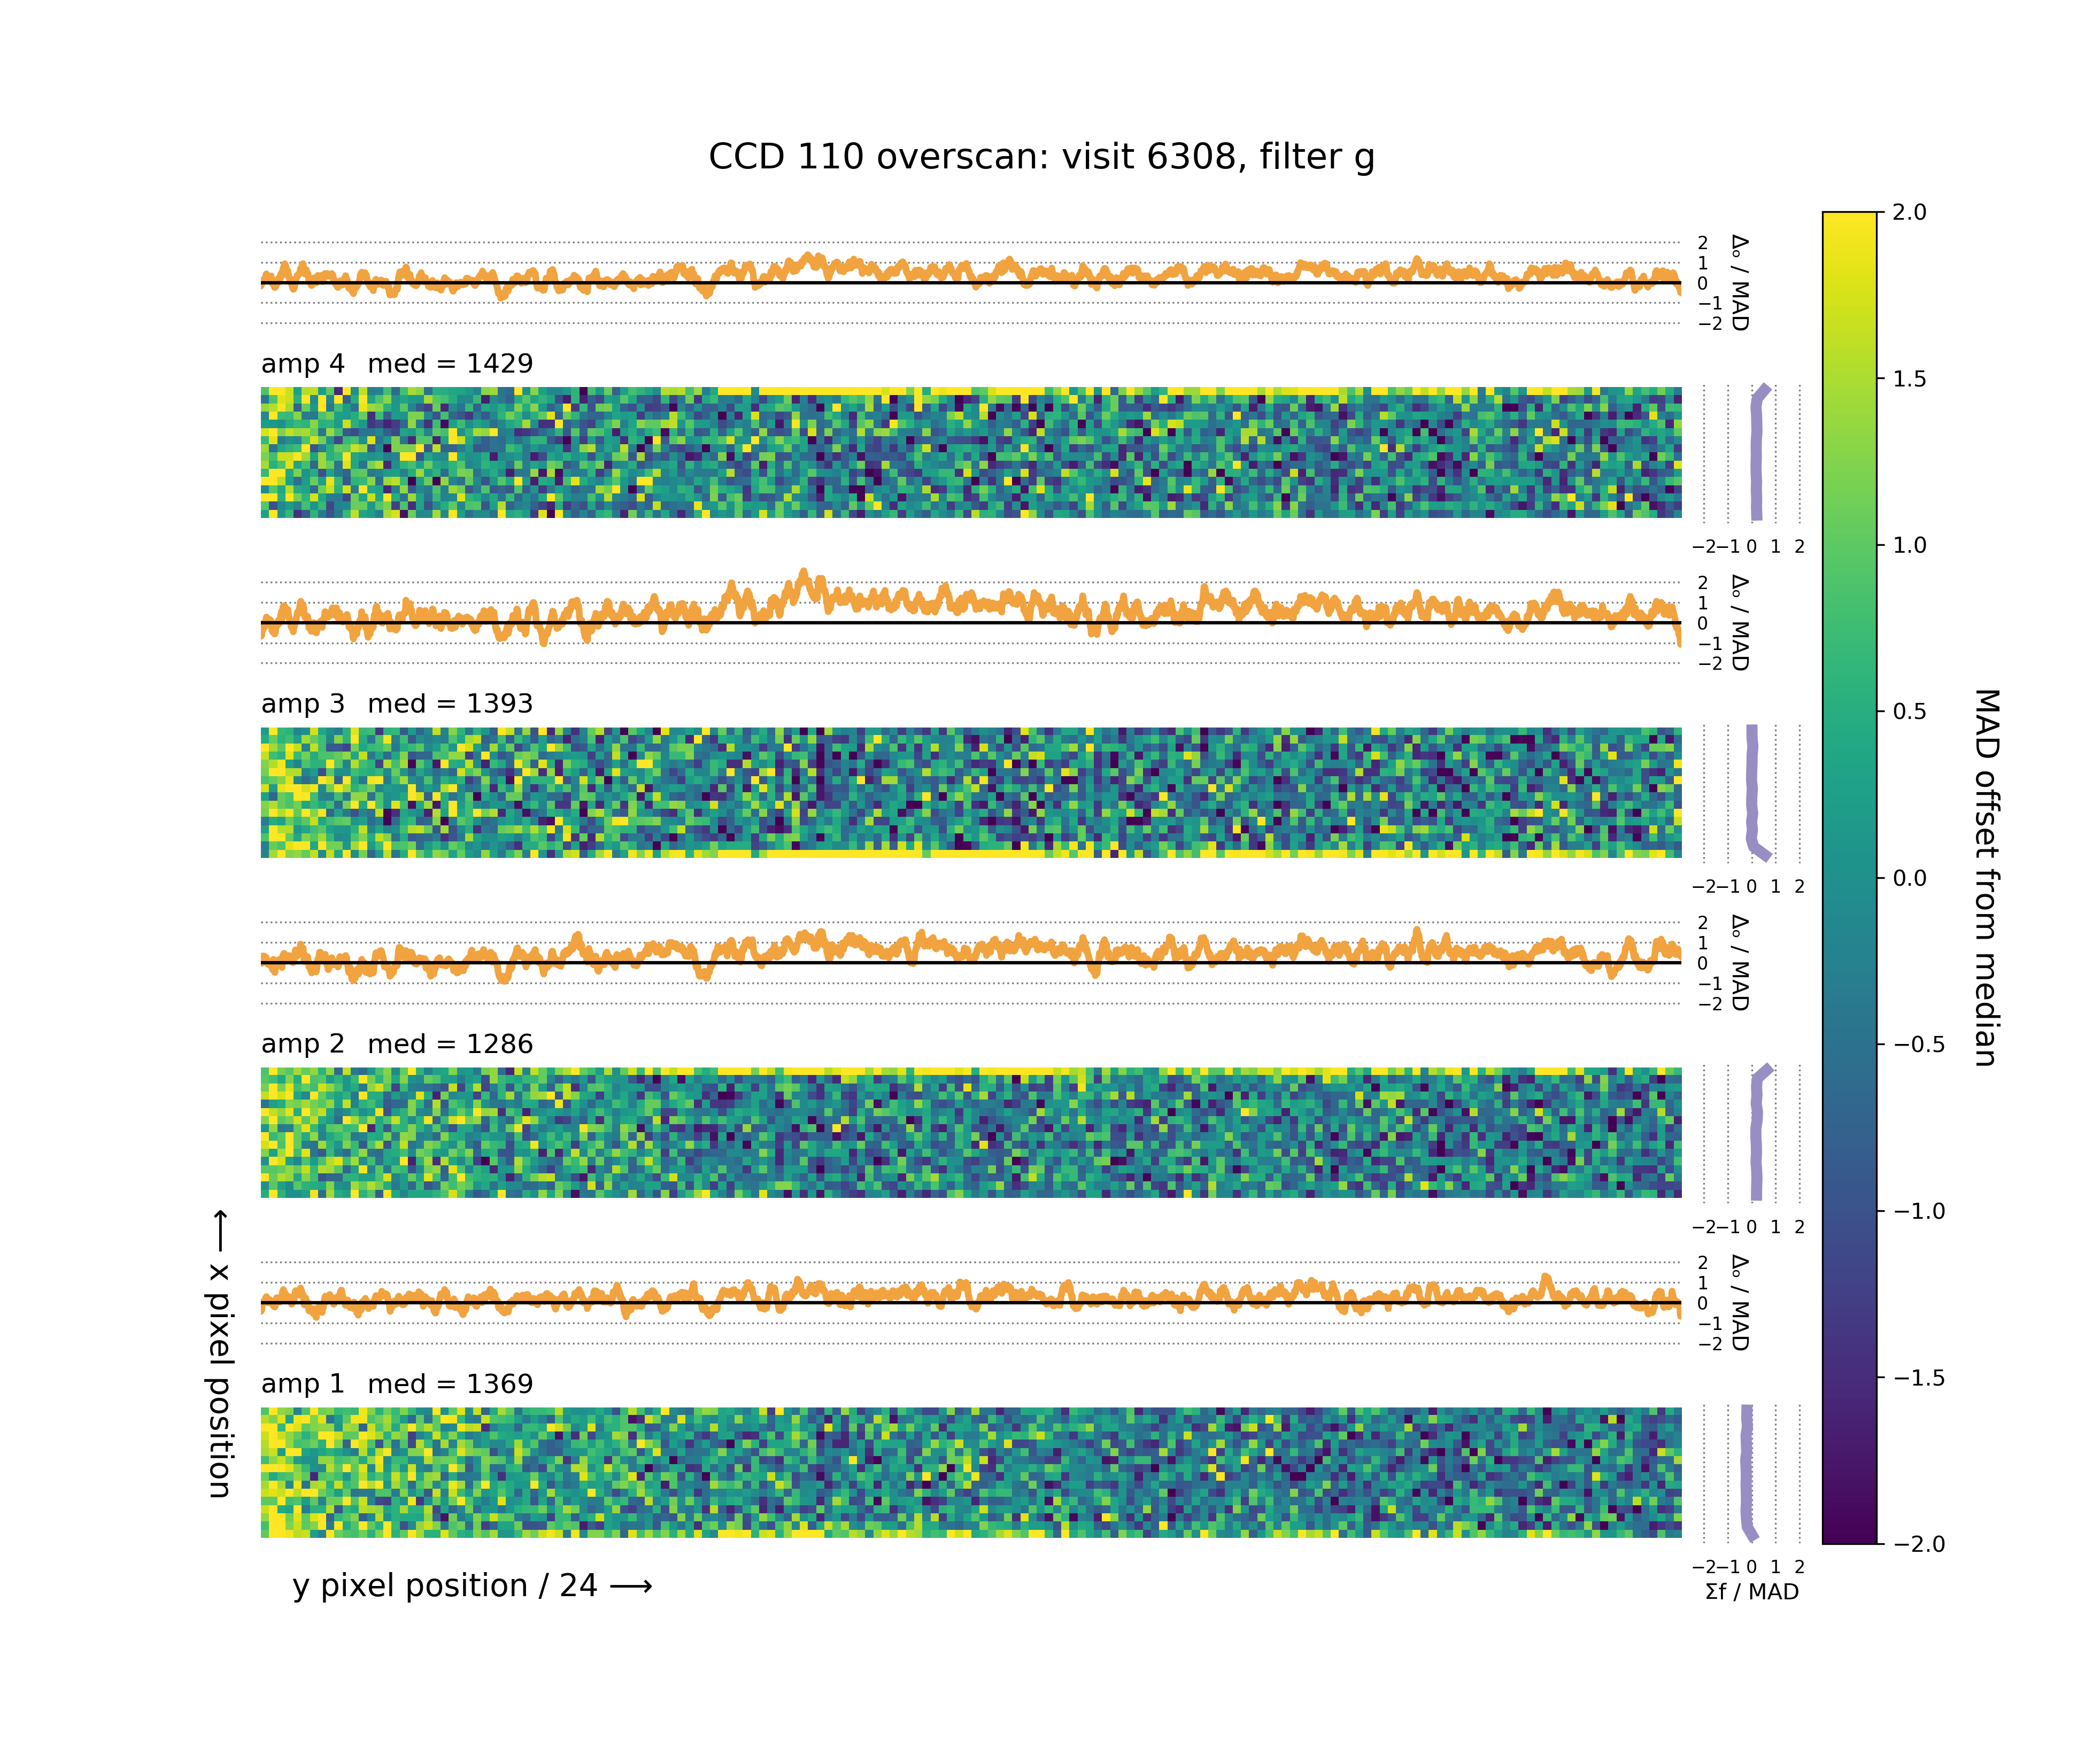 CCD 110 overscan: visit 6308, filter g
2
1
0
−1
−2
Δₒ / MAD
amp 4 med = 1429
−2 −1 0 1 2
2
1
0
−1
−2
Δₒ / MAD
amp 3 med = 1393
−2 −1 0 1 2
2
1
0
−1
−2
Δₒ / MAD
amp 2 med = 1286
−2 −1 0 1 2
2
1
0
−1
−2
Δₒ / MAD
amp 1 med = 1369
−2 −1 0 1 2
Σf / MAD
x pixel position ⟶
y pixel position / 24 ⟶
2.0
1.5
1.0
0.5
0.0
−0.5
−1.0
−1.5
−2.0
MAD offset from median